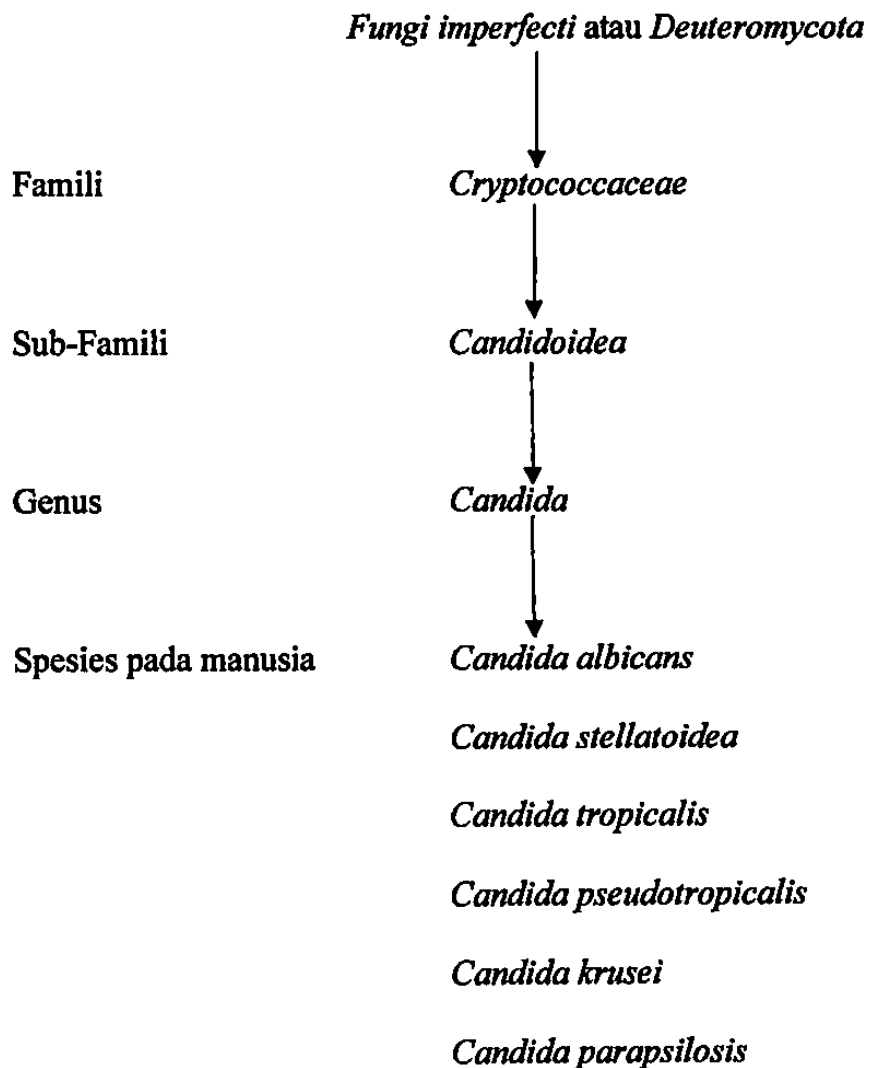 Fungi imperfecti atau Deuteromycota
Famili Cryptococcaceae
Sub-Famili Candidoidea
Genus Candida
Spesies pada manusia Candida albicans
Candida stellatoidea
Candida tropicalis
Candida pseudotropicalis
Candida krusei
Candida parapsilosis